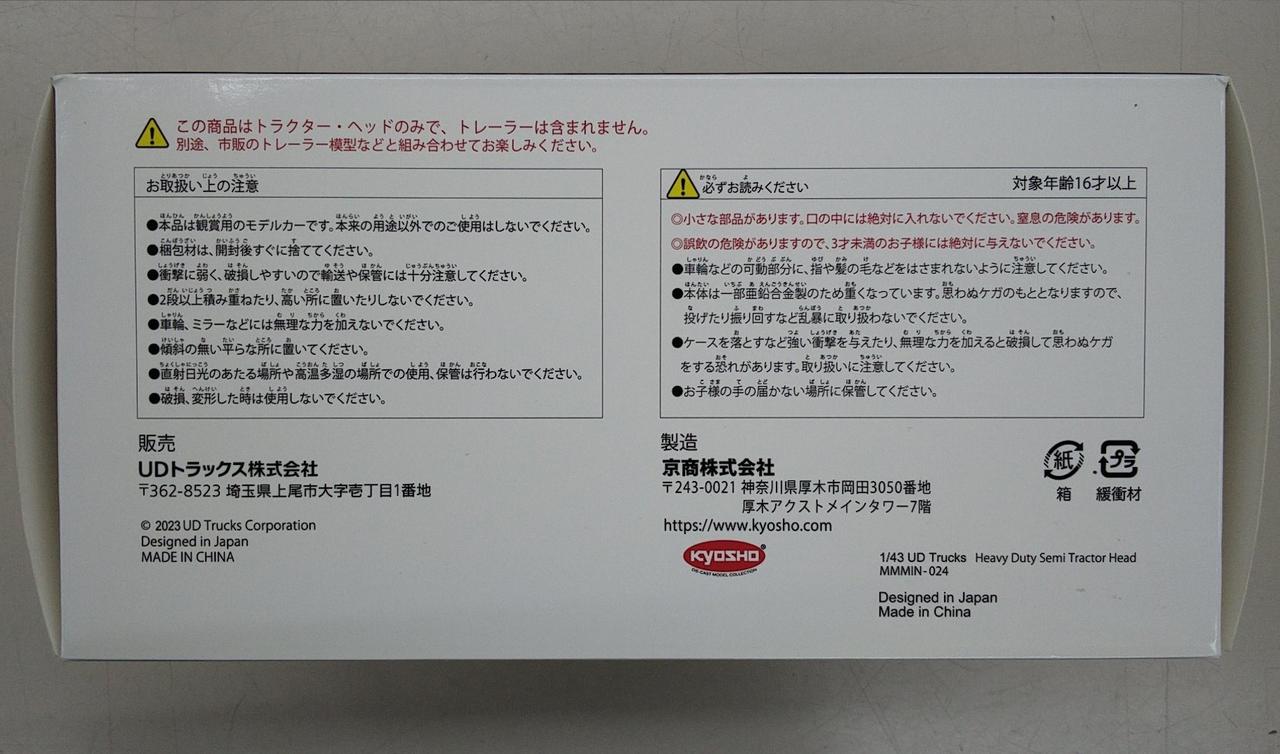 この商品はトラクター・ヘッドのみで、トレーラーは含まれません。
別途、市販のトレーラー模型などと組み合わせてお楽しみください。
お取扱い上の注意
●本品は観賞用のモデルカーです。本来の用途以外でのご使用はしないでください。
●梱包材は、開封後すぐに捨ててください。
●衝撃に弱く、破損しやすいので輸送や保管には十分注意してください。
●2段以上積み重ねたり、高い所に置いたりしないでください。
●車輪、ミラーなどには無理な力を加えないでください。
●傾斜の無い平らな所に置いてください。
●直射日光のあたる場所や高温多湿の場所での使用、保管は行わないでください。
●破損、変形した時は使用しないでください。
必ずお読みください
対象年齢16才以上
◎小さな部品があります。口の中には絶対に入れないでください。窒息の危険があります。
◎誤飲の危険がありますので、3才未満のお子様には絶対に与えないでください。
●車輪などの可動部分に、指や髪の毛などをはさまれないように注意してください。
●本体は一部亜鉛合金製のため重くなっています。思わぬケガのもととなりますので、
投げたり振り回すなど乱暴に取り扱わないでください。
●ケースを落とすなど強い衝撃を与えたり、無理な力を加えると破損して思わぬケガ
をする恐れがあります。取り扱いに注意してください。
●お子様の手の届かない場所に保管してください。
販売
UDトラックス株式会社
〒362-8523 埼玉県上尾市大字壱丁目1番地
© 2023 UD Trucks Corporation
Designed in Japan
MADE IN CHINA
製造
京商株式会社
〒243-0021 神奈川県厚木市岡田3050番地
厚木アクストメインタワー7階
https://www.kyosho.com
KYOSHO®
DIE-CAST MODEL COLLECTION
紙
箱
プラ
緩衝材
1/43 UD Trucks Heavy Duty Semi Tractor Head
MMMIN-024
Designed in Japan
Made in China